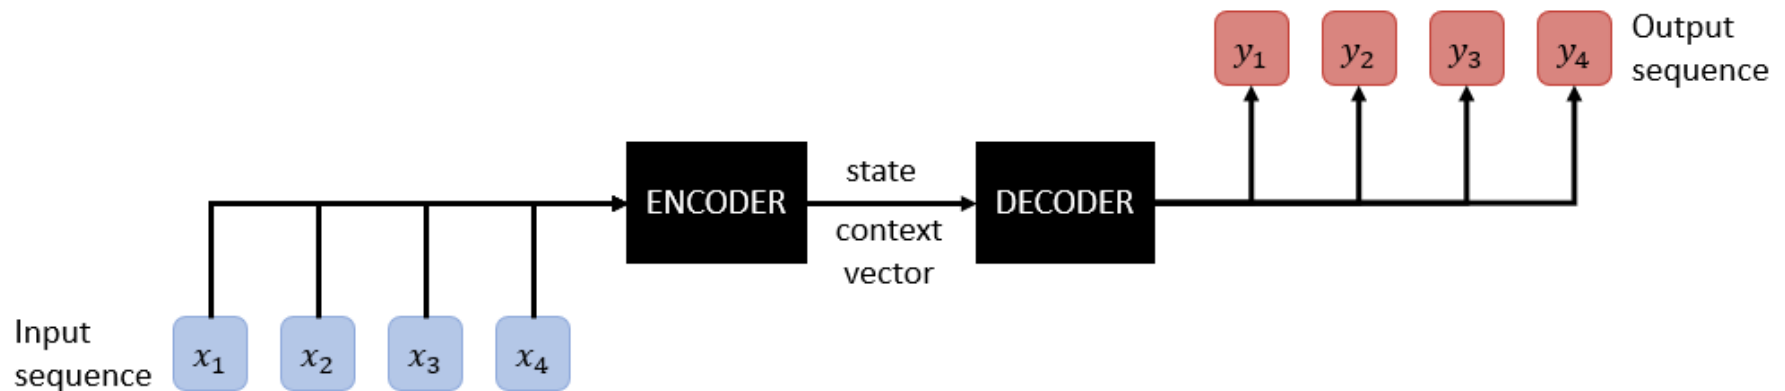 y₁ y₂ y₃ y₄
Output
sequence
ENCODER
state
context
vector
DECODER
Input
sequence
x₁ x₂ x₃ x₄